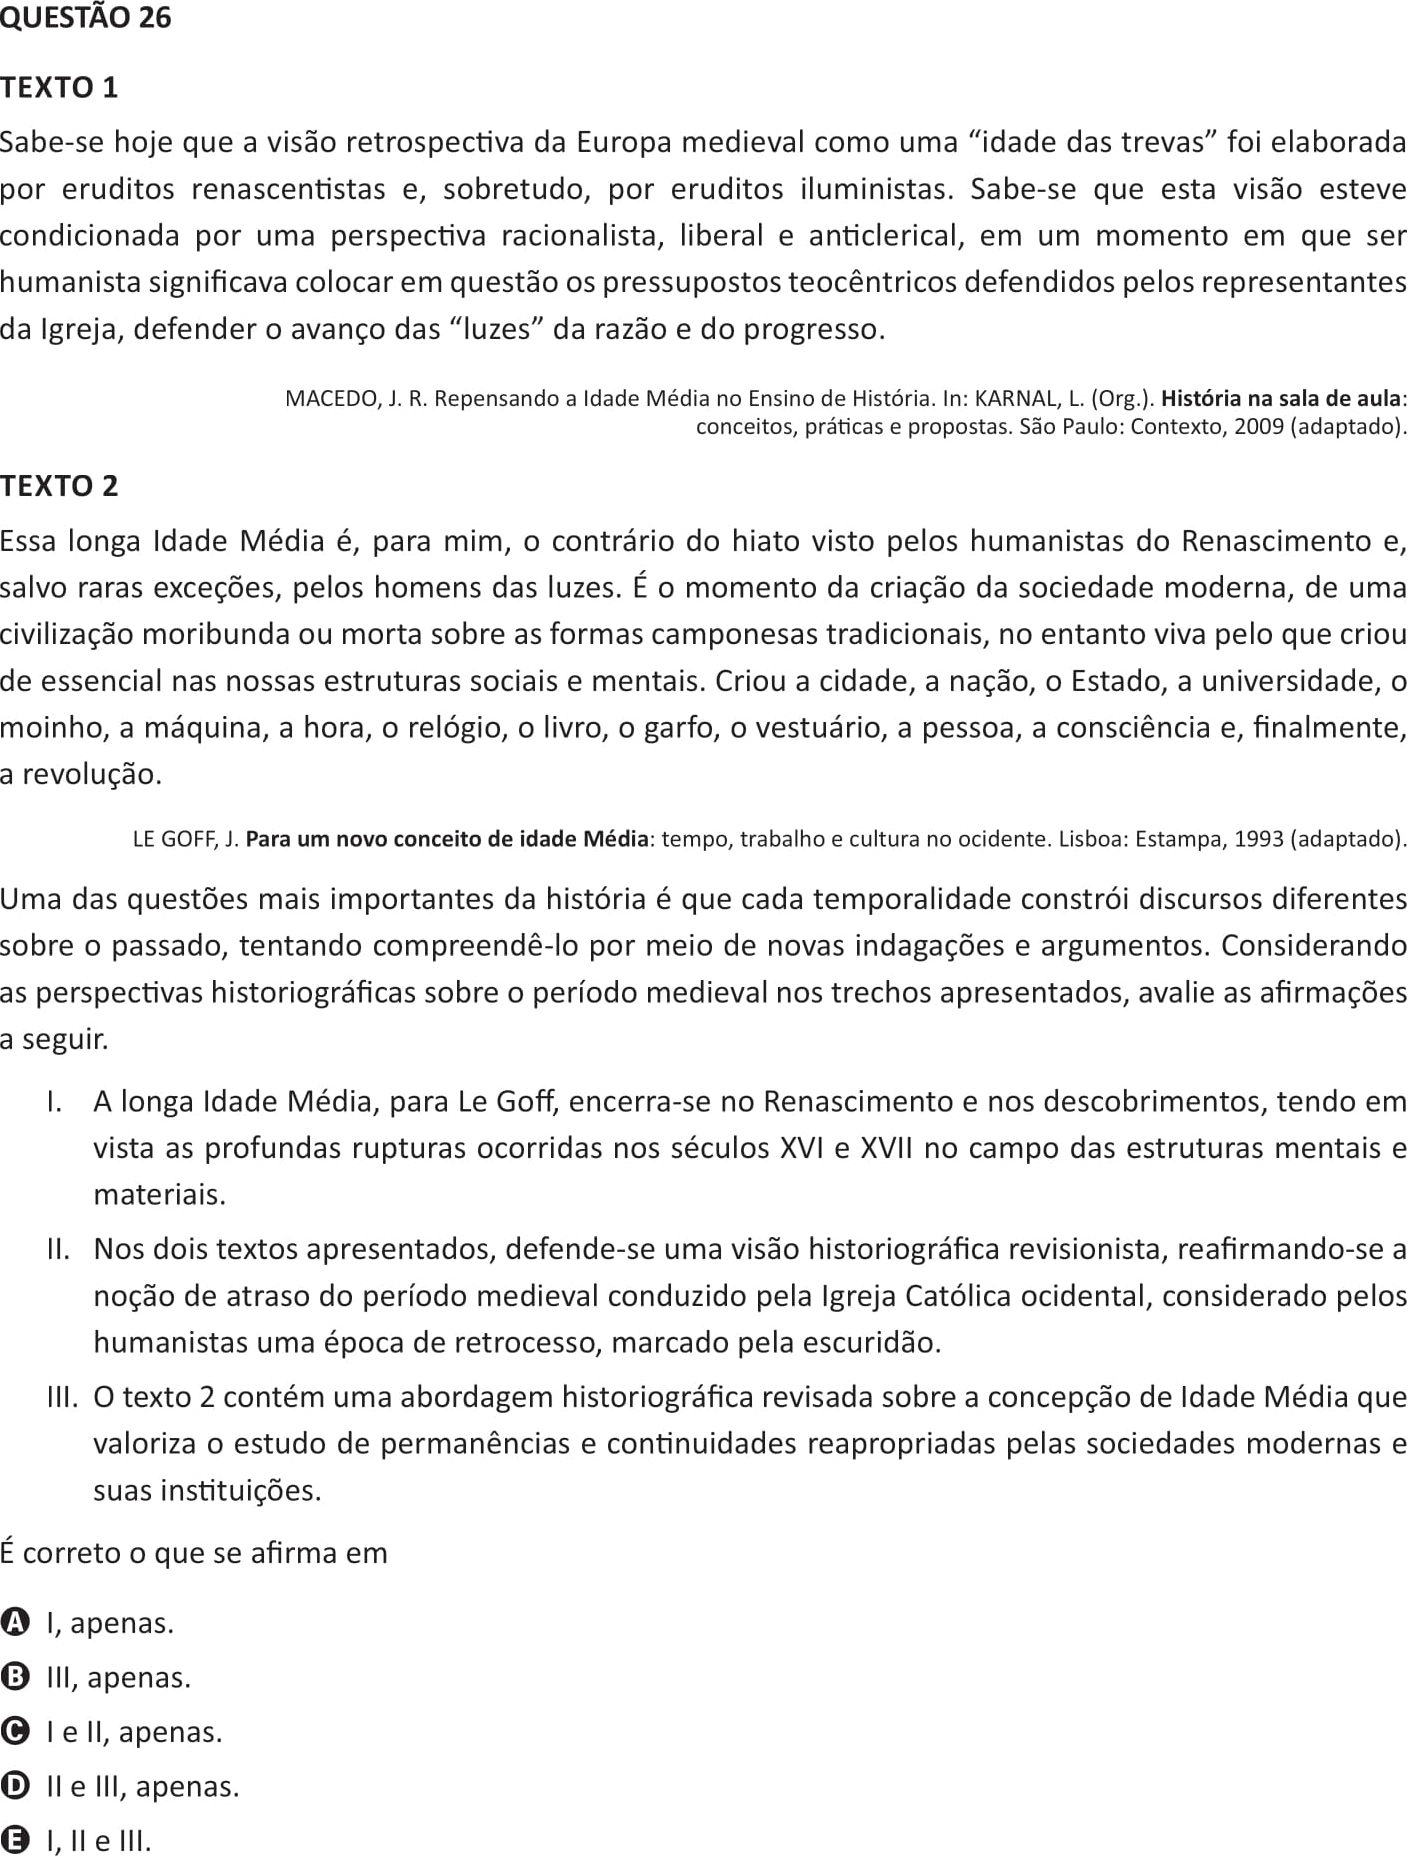 QUESTÃO 26
TEXTO 1
Sabe-se hoje que a visão retrospectiva da Europa medieval como uma “idade das trevas” foi elaborada
por eruditos renascentistas e, sobretudo, por eruditos iluministas. Sabe-se que esta visão esteve
condicionada por uma perspectiva racionalista, liberal e anticlerical, em um momento em que ser
humanista significava colocar em questão os pressupostos teocêntricos defendidos pelos representantes
da Igreja, defender o avanço das “luzes” da razão e do progresso.
MACEDO, J. R. Repensando a Idade Média no Ensino de História. In: KARNAL, L. (Org.). História na sala de aula:
conceitos, práticas e propostas. São Paulo: Contexto, 2009 (adaptado).
TEXTO 2
Essa longa Idade Média é, para mim, o contrário do hiato visto pelos humanistas do Renascimento e,
salvo raras exceções, pelos homens das luzes. É o momento da criação da sociedade moderna, de uma
civilização moribunda ou morta sobre as formas camponesas tradicionais, no entanto viva pelo que criou
de essencial nas nossas estruturas sociais e mentais. Criou a cidade, a nação, o Estado, a universidade, o
moinho, a máquina, a hora, o relógio, o livro, o garfo, o vestuário, a pessoa, a consciência e, finalmente,
a revolução.
LE GOFF, J. Para um novo conceito de idade Média: tempo, trabalho e cultura no ocidente. Lisboa: Estampa, 1993 (adaptado).
Uma das questões mais importantes da história é que cada temporalidade constrói discursos diferentes
sobre o passado, tentando compreendê-lo por meio de novas indagações e argumentos. Considerando
as perspectivas historiográficas sobre o período medieval nos trechos apresentados, avalie as afirmações
a seguir.
I. A longa Idade Média, para Le Goff, encerra-se no Renascimento e nos descobrimentos, tendo em
vista as profundas rupturas ocorridas nos séculos XVI e XVII no campo das estruturas mentais e
materiais.
II. Nos dois textos apresentados, defende-se uma visão historiográfica revisionista, reafirmando-se a
noção de atraso do período medieval conduzido pela Igreja Católica ocidental, considerado pelos
humanistas uma época de retrocesso, marcado pela escuridão.
III. O texto 2 contém uma abordagem historiográfica revisada sobre a concepção de Idade Média que
valoriza o estudo de permanências e continuidades reapropriadas pelas sociedades modernas e
suas instituições.
É correto o que se afirma em
A I, apenas.
B III, apenas.
C I e II, apenas.
D II e III, apenas.
E I, II e III.